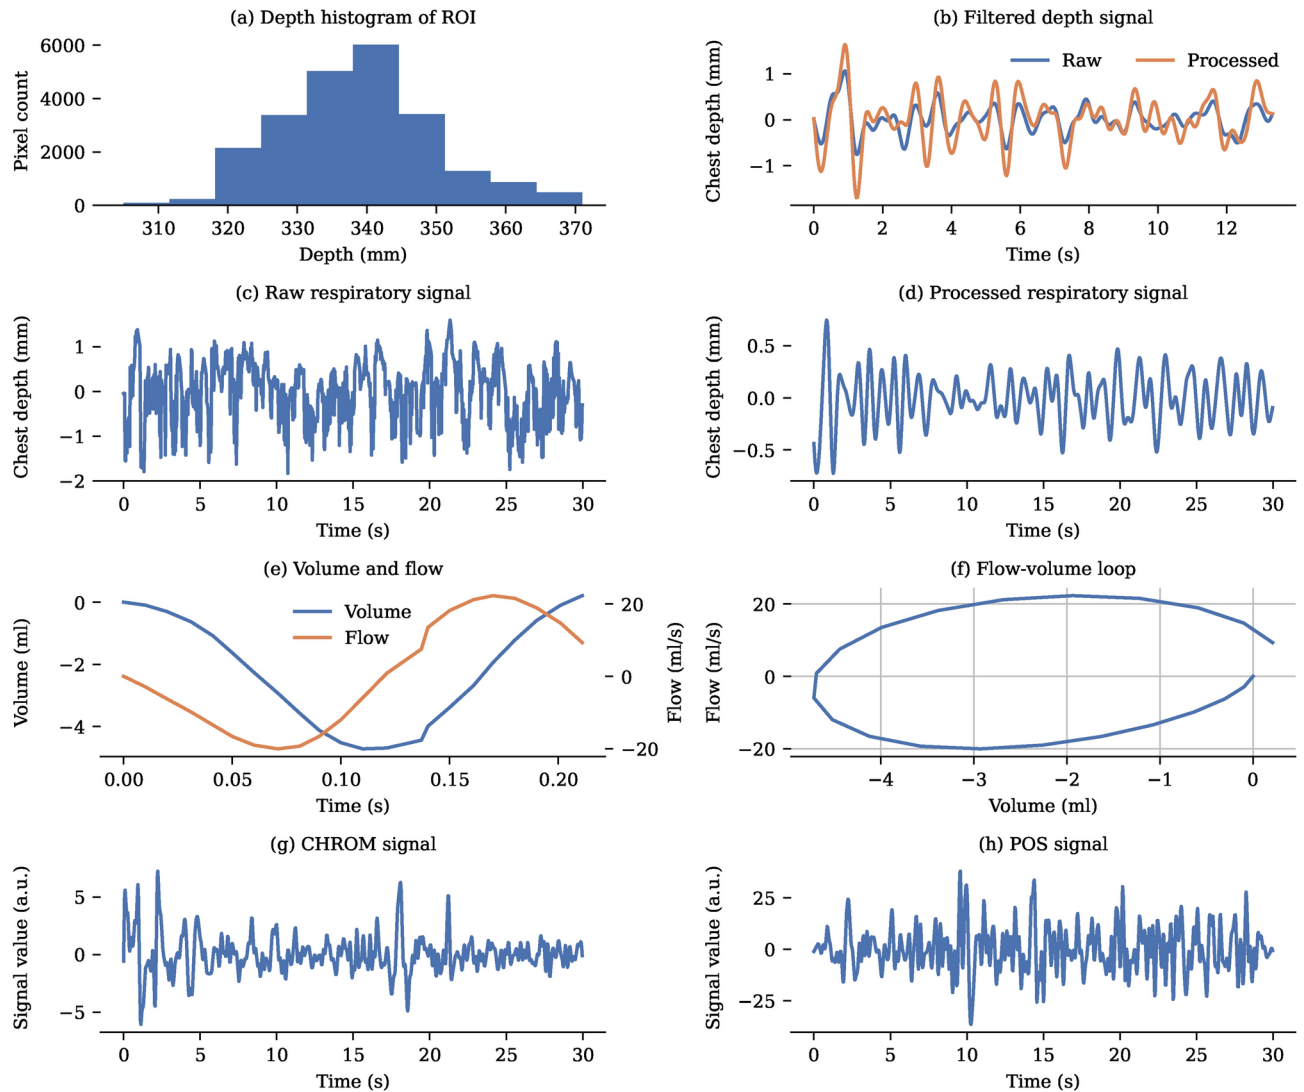 (a) Depth histogram of ROI
Pixel count
6000
4000
2000
0
310 320 330 340 350 360 370
Depth (mm)
(b) Filtered depth signal
Chest depth (mm)
Raw Processed
1
0
−1
0 2 4 6 8 10 12
Time (s)
(c) Raw respiratory signal
Chest depth (mm)
1
0
−1
−2
0 5 10 15 20 25 30
Time (s)
(d) Processed respiratory signal
Chest depth (mm)
0.5
0.0
−0.5
0 5 10 15 20 25 30
Time (s)
(e) Volume and flow
Volume (ml)
Volume
Flow
0
−2
−4
20
0
−20
Flow (ml/s)
0.00 0.05 0.10 0.15 0.20
Time (s)
(f) Flow-volume loop
Flow (ml/s)
20
0
−20
−4 −3 −2 −1 0
Volume (ml)
(g) CHROM signal
Signal value (a.u.)
5
0
−5
0 5 10 15 20 25 30
Time (s)
(h) POS signal
Signal value (a.u.)
25
0
−25
0 5 10 15 20 25 30
Time (s)